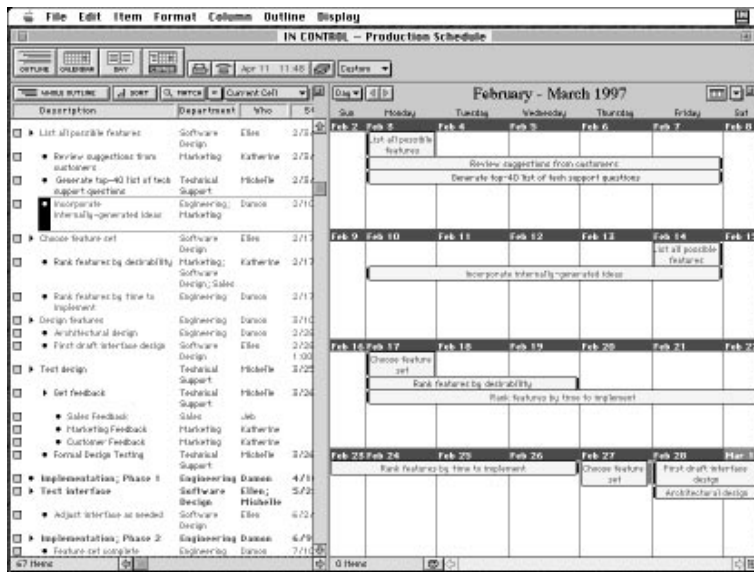 File Edit Item Format Column Outline Display
IN CONTROL – Production Schedule
OUTLINE CALENDAR DAY Apr 11 11:48 Custom
WHOLE OUTLINE SORT MATCH Current Cell
Description Department Who
List all possible features Software Design Ellen
Review suggestions from customers Marketing Katherine
Generate top-40 list of tech support questions Technical Support Michelle
Incorporate internally-generated ideas Engineering; Marketing Damon
Choose feature set Software Design Ellen 2/17
Rank features by desirability Marketing; Software Design; Sales Katherine 2/17
Rank features by time to implement Engineering Damon 2/17
Design features Engineering Damon
Architectural design Engineering Damon
First draft interface design Software Design Ellen 1:00
Test design Technical Support Michelle
Get feedback Technical Support Michelle
Sales Feedback Sales Jeb
Marketing Feedback Marketing Katherine
Customer Feedback Marketing Katherine
Formal Design Testing Technical Support Michelle
Implementation; Phase 1 Engineering Damon
Test interface Software Design Ellen; Michelle
Adjust interface as needed Software Design Ellen
Implementation; Phase 2 Engineering Damon
Feature set complete Engineering Damon
67 Items
Day
February - March 1997
Sun Monday Tuesday Wednesday Thursday Friday Sat
Feb 2 Feb 3 Feb 4 Feb 5 Feb 6 Feb 7 Feb 8
List all possible features
Review suggestions from customers
Generate top-40 list of tech support questions
Feb 9 Feb 10 Feb 11 Feb 12 Feb 13 Feb 14
List all possible features
Incorporate internally-generated ideas
Feb 16 Feb 17 Feb 18 Feb 19 Feb 20 Feb 21
Choose feature set
Rank features by desirability
Rank features by time to implement
Feb 23 Feb 24 Feb 25 Feb 26 Feb 27 Feb 28 Mar 1
Rank features by time to implement
Choose feature set
First draft interface design
Architectural design
0 Items